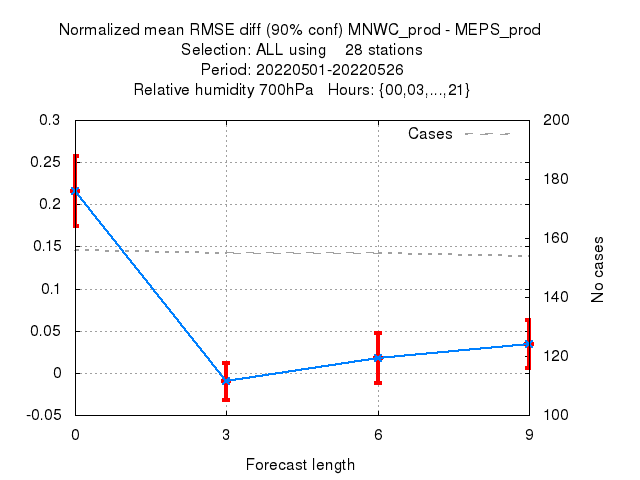 Normalized mean RMSE diff (90% conf) MNWC_prod - MEPS_prod
Selection: ALL using    28 stations
Period: 20220501-20220526
Relative humidity 700hPa   Hours: {00,03,...,21}
0.3
0.25
0.2
0.15
0.1
0.05
0
-0.05
Cases
200
180
160
140
120
100
No cases
0 3 6 9
Forecast length